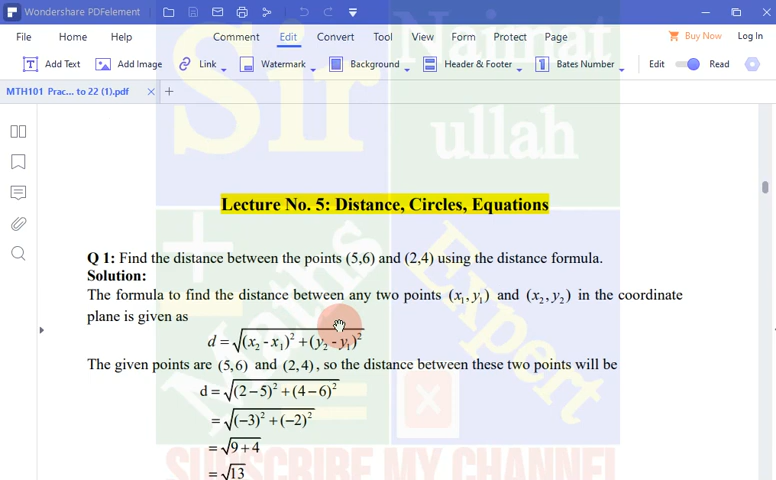 Wondershare PDFelement
File Home Help Comment Edit Convert Tool View Form Protect Page Buy Now Log In
Add Text Add Image Link Watermark Background Header & Footer Bates Number Edit Read
MTH101 Prac... to 22 (1).pdf
Sir
Naimat
ullah
Lecture No. 5: Distance, Circles, Equations
Q 1: Find the distance between the points (5,6) and (2,4) using the distance formula.
Solution:
The formula to find the distance between any two points (x₁, y₁) and (x₂, y₂) in the coordinate
plane is given as
d = √((x₂ - x₁)² + (y₂ - y₁)²)
The given points are (5,6) and (2,4), so the distance between these two points will be
d = √((2−5)² + (4−6)²)
= √((−3)² + (−2)²)
= √(9+4)
= √13
Maths
Expert
SUBSCRIBE MY CHANNEL